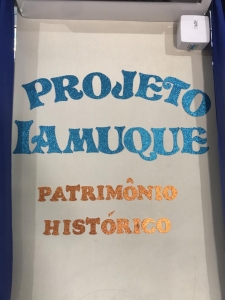 PROJETO
IAMUQUE
PATRIMÔNIO
HISTÓRICO